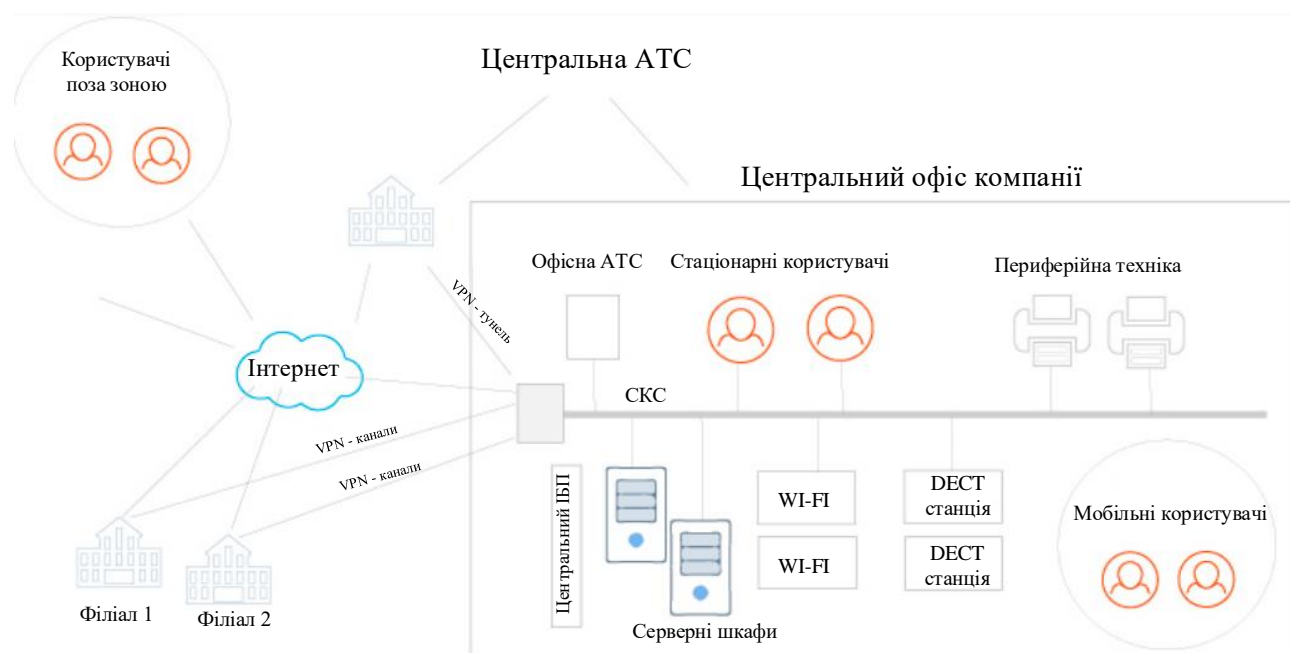 Користувачі
поза зоною
Центральна АТС
Центральний офіс компанії
Офісна АТС
Стаціонарні користувачі
Периферійна техніка
VPN - тунель
Інтернет
СКС
VPN - канали
VPN - канали
Центральний ІБП
WI-FI
DECT
станція
Мобільні користувачі
WI-FI
DECT
станція
Філіал 1
Філіал 2
Серверні шкафи